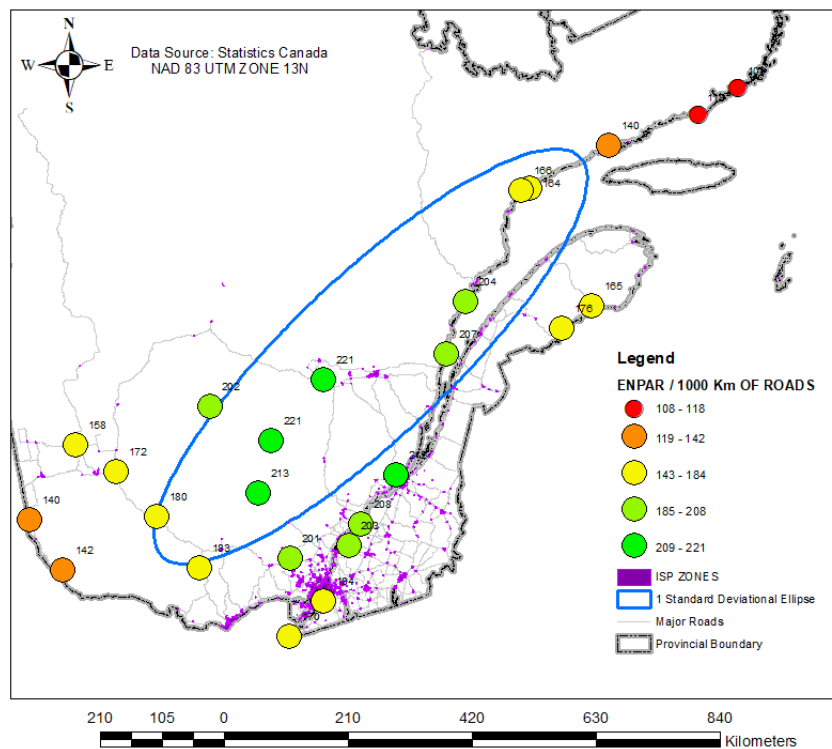 N
W E
S
Data Source: Statistics Canada
NAD 83 UTM ZONE 13N
140
166
164
204
165
176
207
221
202
221
158
172
213
180
208
203
140
201
183
142
Legend
ENPAR / 1000 Km OF ROADS
108 - 118
119 - 142
143 - 184
185 - 208
209 - 221
ISP ZONES
1 Standard Deviational Ellipse
Major Roads
Provincial Boundary
210 105 0 210 420 630 840
Kilometers